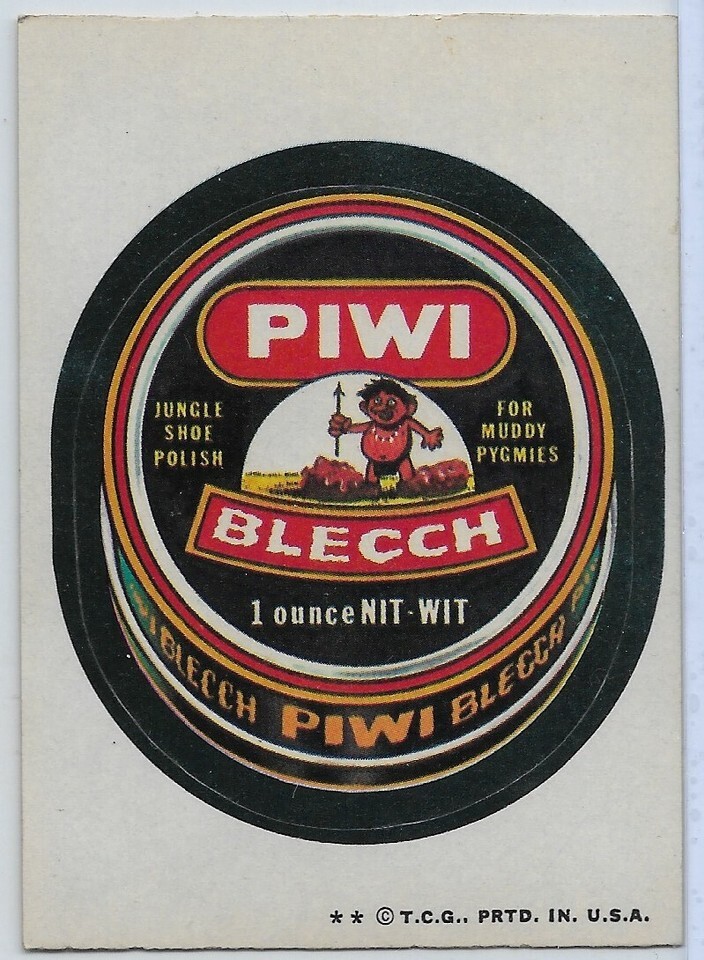 PIWI
JUNGLE
SHOE
POLISH
FOR
MUDDY
PYGMIES
BLECCH
1 ounce NIT-WIT
BLECCH PIWI BLECCH
★★ © T.C.G., PRTD. IN. U.S.A.